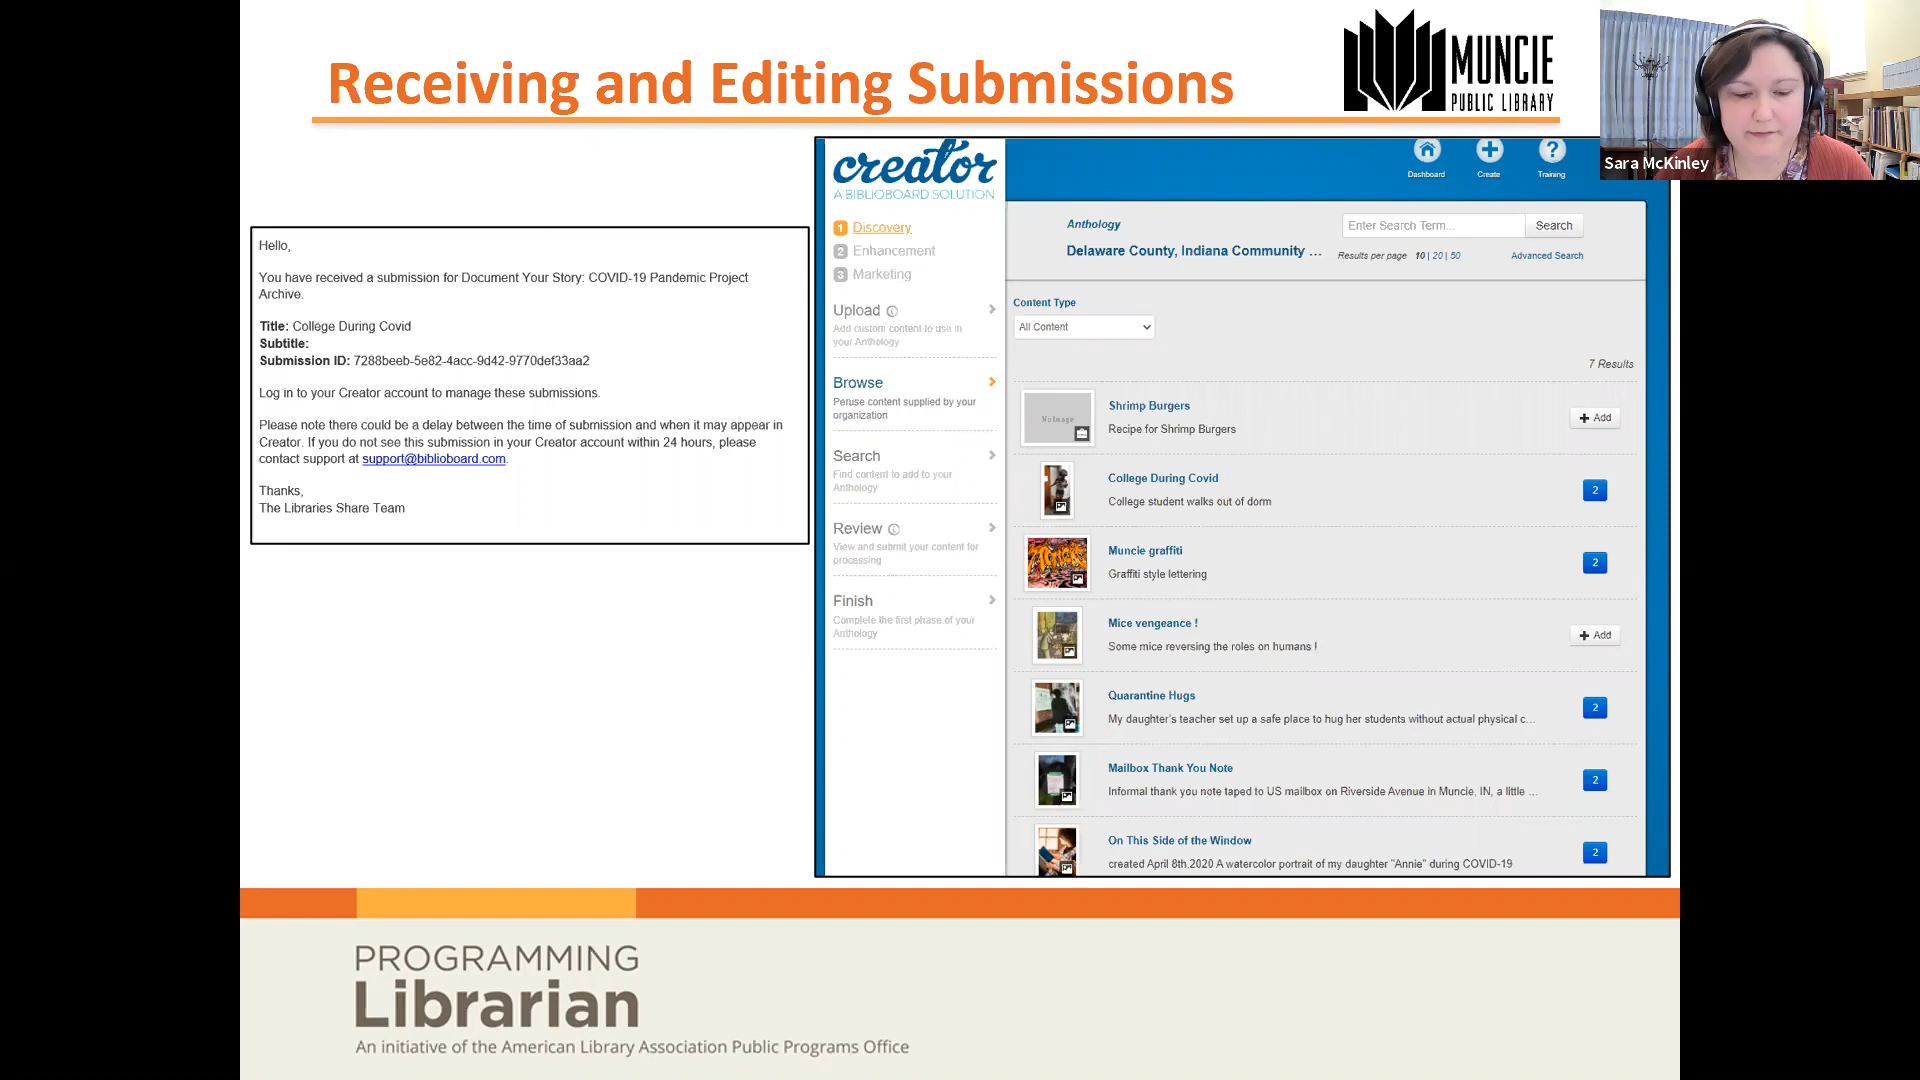 Receiving and Editing Submissions
MUNCIE
PUBLIC LIBRARY
Sara McKinley
Hello,
You have received a submission for Document Your Story: COVID-19 Pandemic Project
Archive.
Title: College During Covid
Subtitle:
Submission ID: 7288beeb-5e82-4acc-9d42-9770def33aa2
Log in to your Creator account to manage these submissions.
Please note there could be a delay between the time of submission and when it may appear in
Creator. If you do not see this submission in your Creator account within 24 hours, please
contact support at support@biblioboard.com.
Thanks,
The Libraries Share Team
creator
A BIBLIOBOARD SOLUTION
1 Discovery
2 Enhancement
3 Marketing
Upload
Add custom content to use in
your Anthology
Browse
Peruse content supplied by your
organization
Search
Find content to add to your
Anthology
Review
View and submit your content for
processing
Finish
Complete the first phase of your
Anthology
Dashboard
Create
? Training
Anthology
Delaware County, Indiana Community ...
Enter Search Term...
Search
Results per page 10 | 20 | 50
Advanced Search
Content Type
All Content
7 Results
No Image
Shrimp Burgers
Recipe for Shrimp Burgers
+ Add
College During Covid
College student walks out of dorm
2
Muncie graffiti
Graffiti style lettering
2
Mice vengeance !
Some mice reversing the roles on humans !
+ Add
Quarantine Hugs
My daughter's teacher set up a safe place to hug her students without actual physical c...
2
Mailbox Thank You Note
Informal thank you note taped to US mailbox on Riverside Avenue in Muncie, IN, a little ...
2
On This Side of the Window
created April 8th,2020 A watercolor portrait of my daughter "Annie" during COVID-19
2
PROGRAMMING
Librarian
An initiative of the American Library Association Public Programs Office